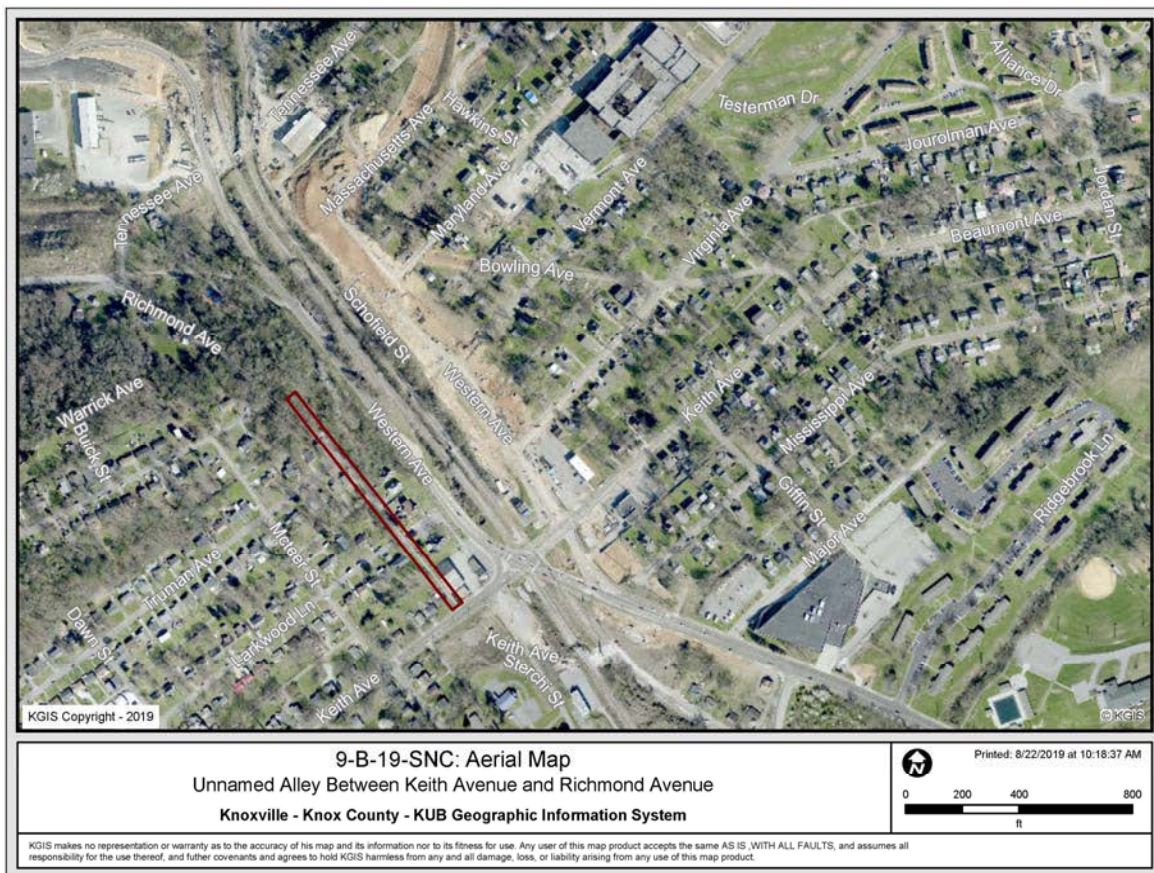 Tennessee Ave
Alliance Dr
Hawkins St
Massachusetts Ave
Testerman Dr
Jourolman Ave
Tennessee Ave
Maryland Ave
Vermont Ave
Virginia Ave
Jordan St
Beaumont Ave
Bowling Ave
Richmond Ave
Schofield St
Western Ave
Warrick Ave
Buick St
Western Ave
Keith Ave
Mississippi Ave
Ridgebrook Ln
Giffin St
Major Ave
Mcteer St
Truman Ave
Dawn St
Larkwood Ln
Keith Ave
Sterchi St
Keith Ave
KGIS Copyright - 2019
© KGIS
9-B-19-SNC: Aerial Map
Unnamed Alley Between Keith Avenue and Richmond Avenue
Knoxville - Knox County - KUB Geographic Information System
N
Printed: 8/22/2019 at 10:18:37 AM
0 200 400 800
ft
KGIS makes no representation or warranty as to the accuracy of his map and its information nor to its fitness for use. Any user of this map product accepts the same AS IS ,WITH ALL FAULTS, and assumes all
responsibility for the use thereof, and futher covenants and agrees to hold KGIS harmless from any and all damage, loss, or liability arising from any use of this map product.